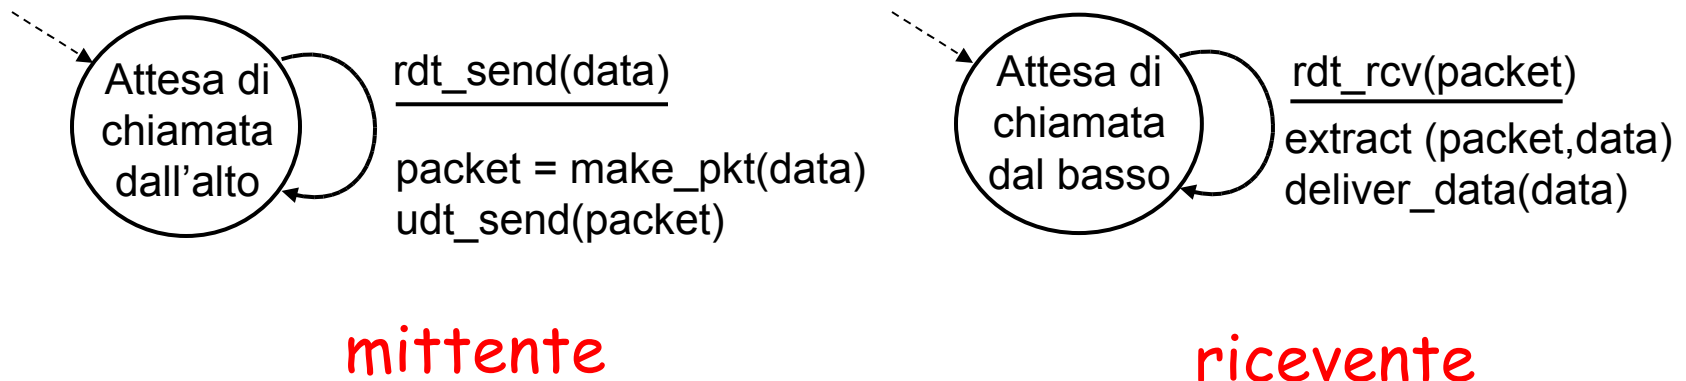 Attesa di
chiamata
dall'alto
rdt_send(data)
packet = make_pkt(data)
udt_send(packet)
mittente
Attesa di
chiamata
dal basso
rdt_rcv(packet)
extract (packet,data)
deliver_data(data)
ricevente